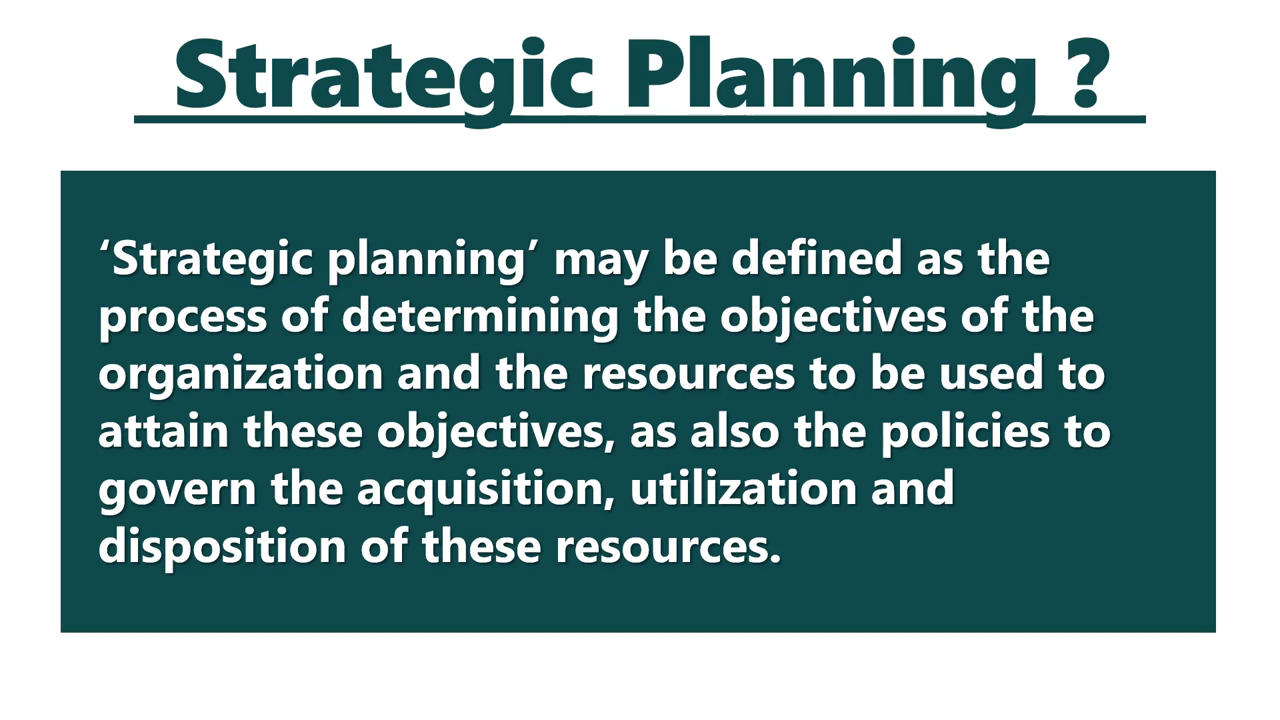 Strategic Planning ?
‘Strategic planning’ may be defined as the
process of determining the objectives of the
organization and the resources to be used to
attain these objectives, as also the policies to
govern the acquisition, utilization and
disposition of these resources.